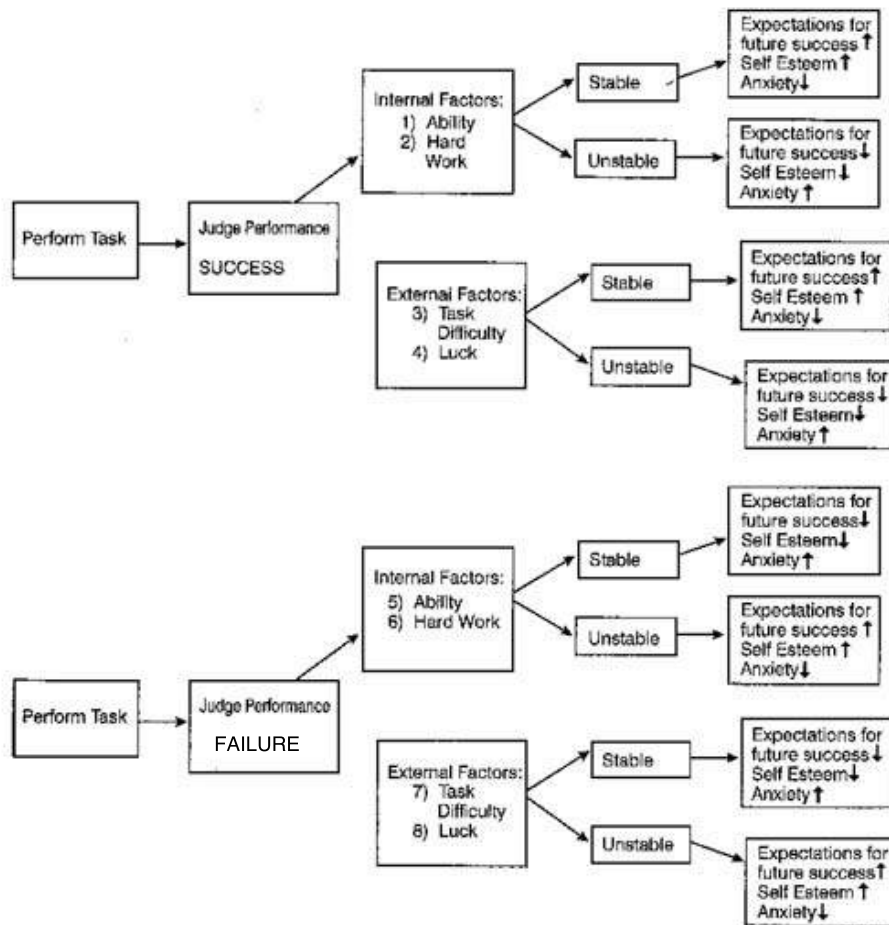 Expectations for
future success ↑
Self Esteem ↑
Anxiety ↓
Stable
Internal Factors:
1) Ability
2) Hard
Work
Unstable
Expectations for
future success ↓
Self Esteem ↓
Anxiety ↑
Perform Task
Judge Performance
SUCCESS
External Factors:
3) Task
Difficulty
4) Luck
Stable
Expectations for
future success ↑
Self Esteem ↑
Anxiety ↓
Unstable
Expectations for
future success ↓
Self Esteem ↓
Anxiety ↑
Expectations for
future success ↓
Self Esteem ↓
Anxiety ↑
Stable
Internal Factors:
5) Ability
6) Hard Work
Unstable
Expectations for
future success ↑
Self Esteem ↑
Anxiety ↓
Perform Task
Judge Performance
FAILURE
External Factors:
7) Task
Difficulty
8) Luck
Stable
Expectations for
future success ↓
Self Esteem ↓
Anxiety ↑
Unstable
Expectations for
future success ↑
Self Esteem ↑
Anxiety ↓